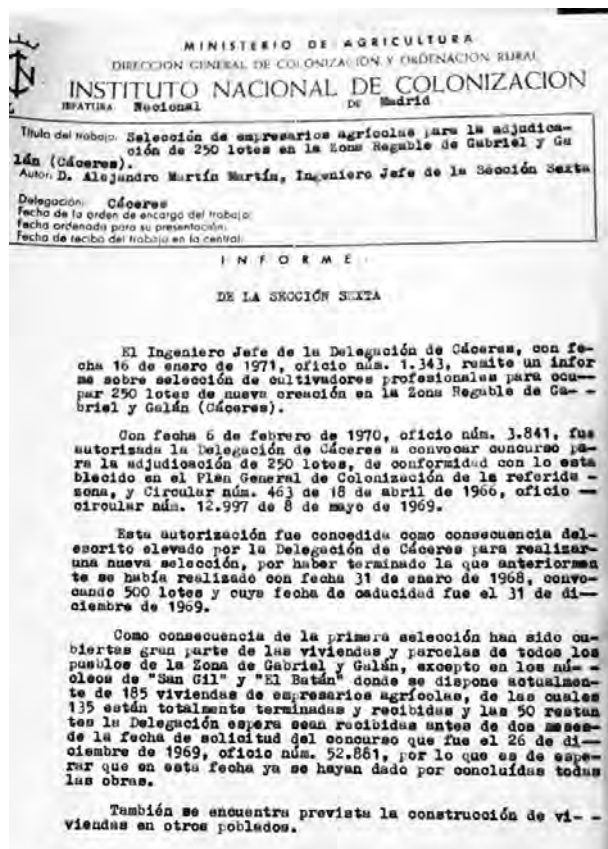 MINISTERIO DE AGRICULTURA
DIRECCION GENERAL DE COLONIZACION Y ORDENACION RURAL
INSTITUTO NACIONAL DE COLONIZACION
JEFATURA Nacional DE Madrid
Título del trabajo: Selección de empresarios agrícolas para la adjudica-
ción de 250 lotes en la Zona Regable de Gabriel y Ga
lán (Cáceres).
Autor: D. Alejandro Martín Martín, Ingeniero Jefe de la Sección Sexta
Delegación: Cáceres
Fecha de la orden de encargo del trabajo:
Fecha ordenada para su presentación:
Fecha de recibo del trabajo en la central:
INFORME
DE LA SECCIÓN SEXTA
El Ingeniero Jefe de la Delegación de Cáceres, con fe-
cha 16 de enero de 1971, oficio núm. 1.343, remite un infor
me sobre selección de cultivadores profesionales para ocu—
par 250 lotes de nueva creación en la Zona Regable de Ga- -
briel y Galán (Cáceres).
Con fecha 6 de febrero de 1970, oficio núm. 3.841, fue
autorizada la Delegación de Cáceres a convocar concurso pa-
ra la adjudicación de 250 lotes, de conformidad con lo esta
blecido en el Plan General de Colonización de la referida -
zona, y Circular núm. 463 de 18 de abril de 1966, oficio —
circular núm. 12.997 de 8 de mayo de 1969.
Esta autorización fue concedida como consecuencia del-
escrito elevado por la Delegación de Cáceres para realizar-
una nueva selección, por haber terminado la que anteriormen
te se había realizado con fecha 31 de enero de 1968, convo-
cando 500 lotes y cuya fecha de caducidad fue el 31 de di—
ciembre de 1969.
Como consecuencia de la primera selección han sido cu-
biertas gran parte de las viviendas y parcelas de todos los
pueblos de la Zona de Gabriel y Galán, excepto en los nú- -
cleos de "San Gil" y "El Batán" donde se dispone actualmen-
te de 185 viviendas de empresarios agrícolas, de las cuales
135 están totalmente terminadas y recibidas y las 50 restan
tes la Delegación espera sean recibidas antes de dos meses-
de la fecha de solicitud del concurso que fue el 26 de di—
ciembre de 1969, oficio núm. 52.861, por lo que es de espe-
rar que en esta fecha ya se hayan dado por concluídas todas
las obras.
También se encuentra prevista la construcción de vi- -
viendas en otros poblados.